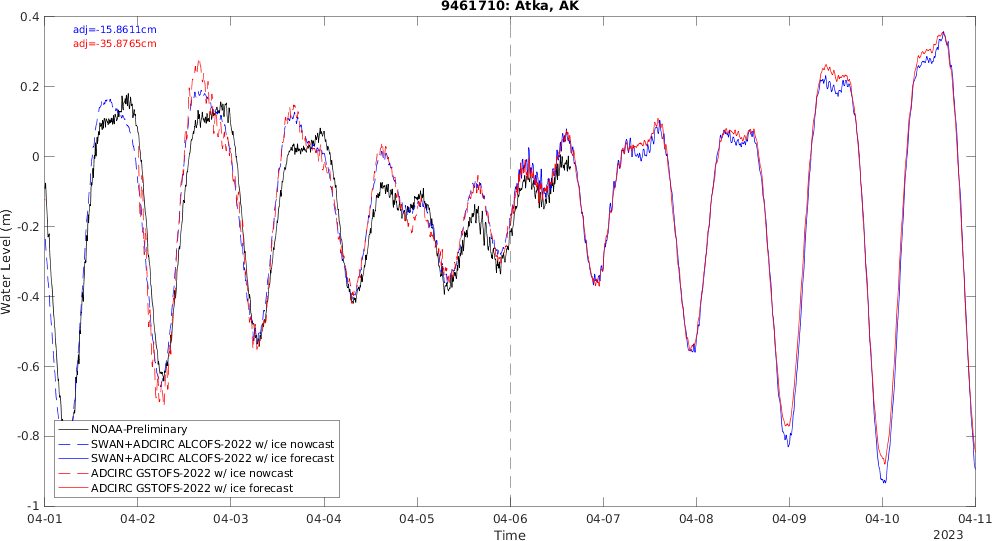 9461710: Atka, AK
adj=-15.8611cm
adj=-35.8765cm
0.4
0.2
0
-0.2
-0.4
-0.6
-0.8
-1
Water Level (m)
NOAA-Preliminary
SWAN+ADCIRC ALCOFS-2022 w/ ice nowcast
SWAN+ADCIRC ALCOFS-2022 w/ ice forecast
ADCIRC GSTOFS-2022 w/ ice nowcast
ADCIRC GSTOFS-2022 w/ ice forecast
04-01 04-02 04-03 04-04 04-05 04-06 04-07 04-08 04-09 04-10 04-11
Time
2023